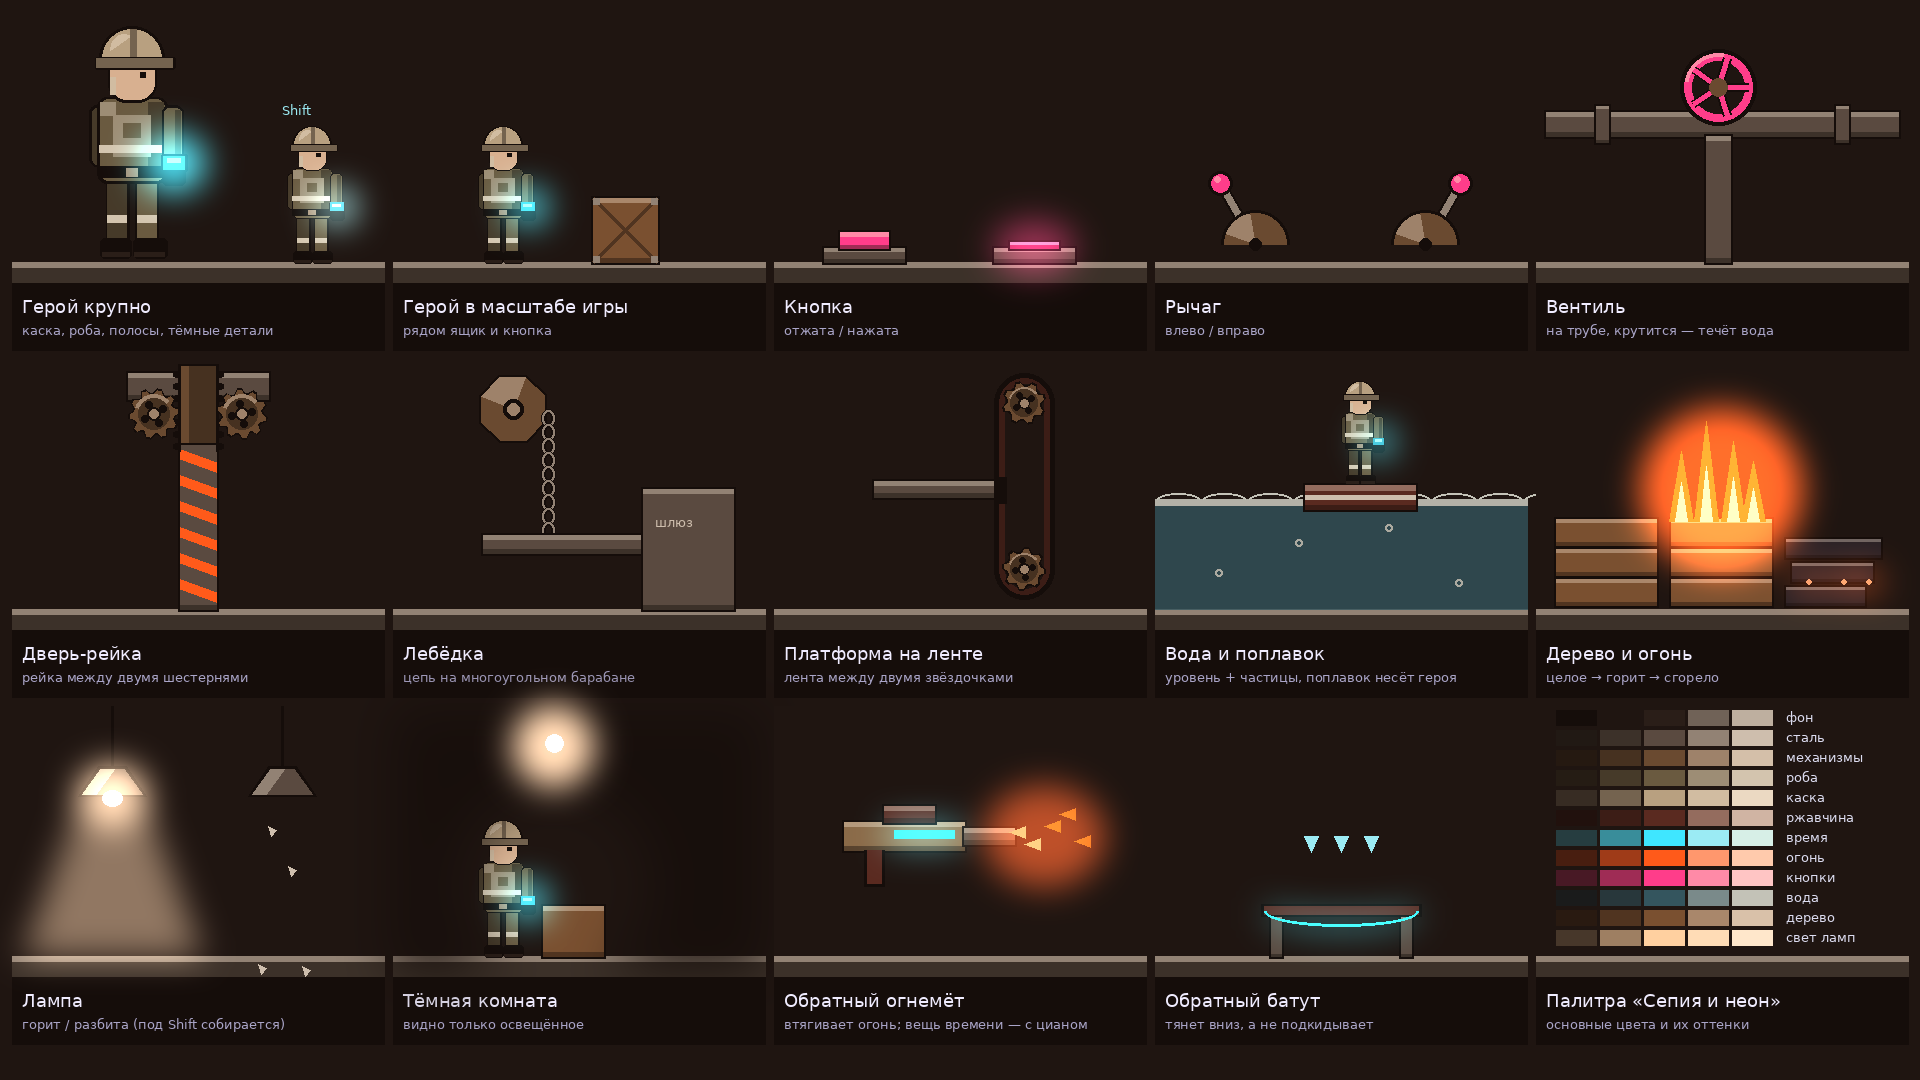 Shift
Герой крупно
каска, роба, полосы, тёмные детали
Герой в масштабе игры
рядом ящик и кнопка
Кнопка
отжата / нажата
Рычаг
влево / вправо
Вентиль
на трубе, крутится — течёт вода
шлюз
Дверь-рейка
рейка между двумя шестернями
Лебёдка
цепь на многоугольном барабане
Платформа на ленте
лента между двумя звёздочками
Вода и поплавок
уровень + частицы, поплавок несёт героя
Дерево и огонь
целое → горит → сгорело
фон
сталь
механизмы
роба
каска
ржавчина
время
огонь
кнопки
вода
дерево
свет ламп
Лампа
горит / разбита (под Shift собирается)
Тёмная комната
видно только освещённое
Обратный огнемёт
втягивает огонь; вещь времени — с цианом
Обратный батут
тянет вниз, а не подкидывает
Палитра «Сепия и неон»
основные цвета и их оттенки